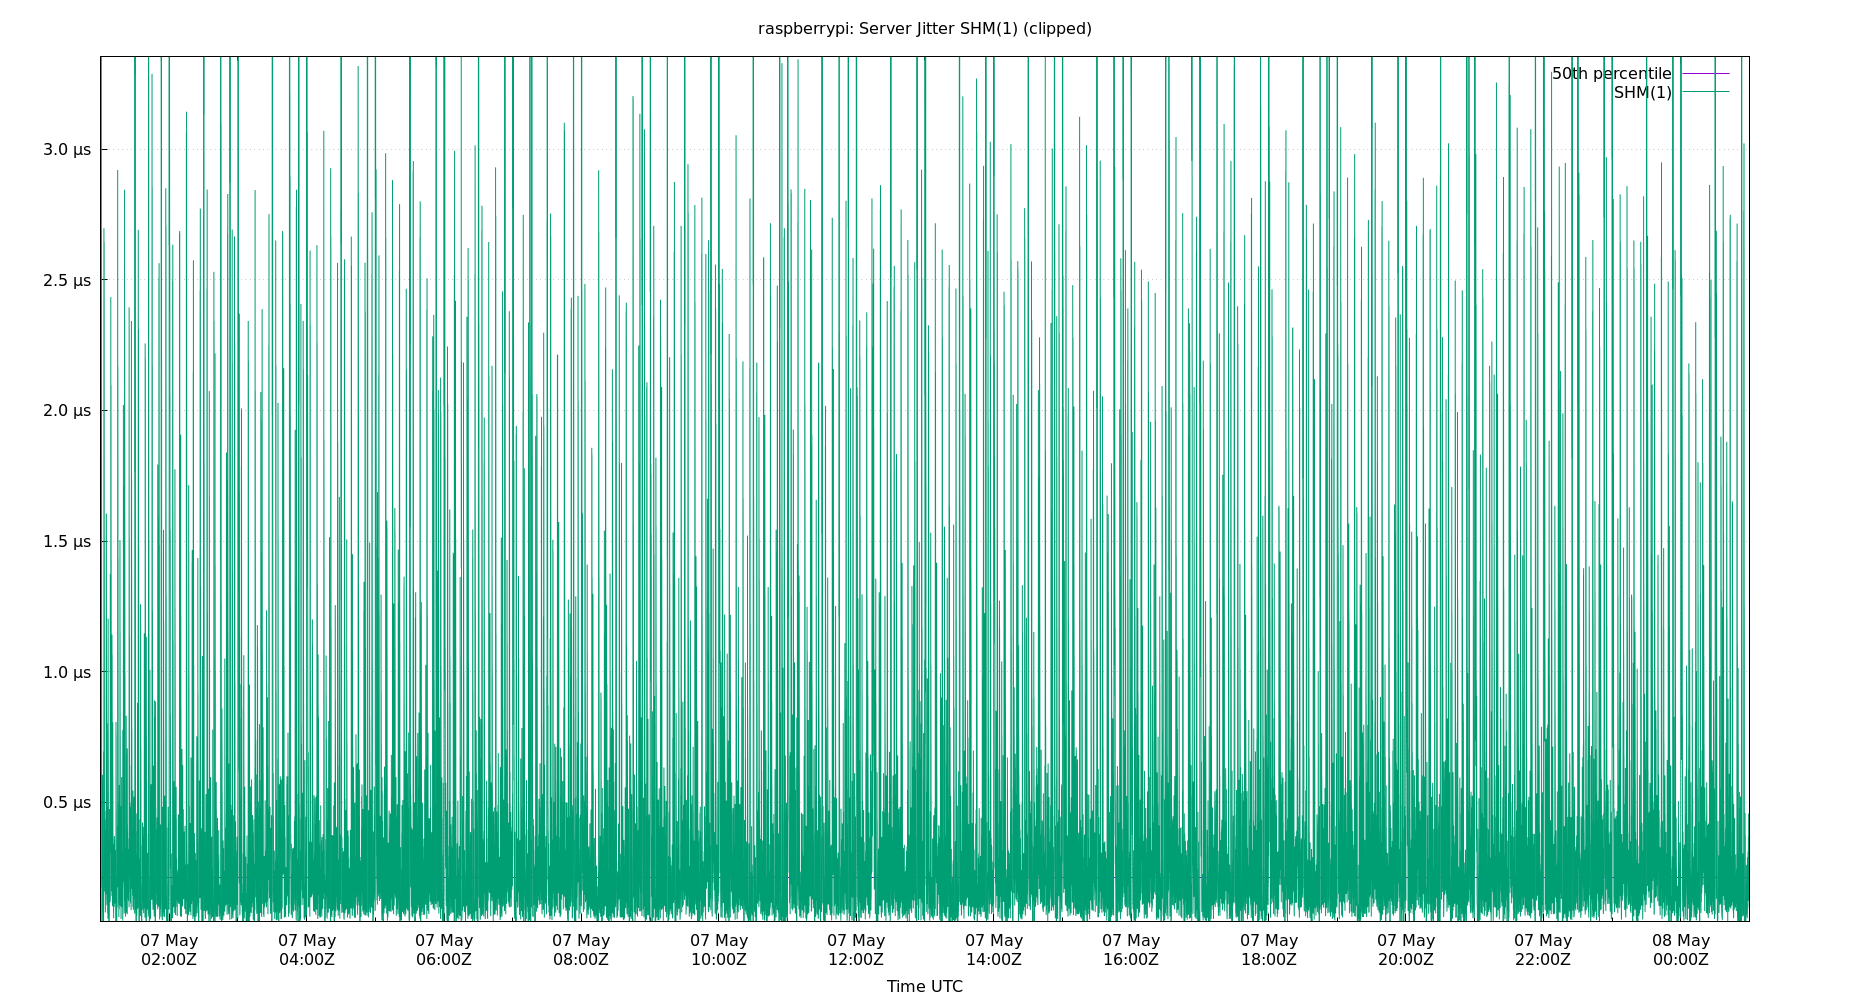 raspberrypi: Server Jitter SHM(1) (clipped)
50th percentile
SHM(1)
3.0 µs
2.5 µs
2.0 µs
1.5 µs
1.0 µs
0.5 µs
07 May 07 May 07 May 07 May 07 May 07 May 07 May 07 May 07 May 07 May 07 May 08 May
02:00Z 04:00Z 06:00Z 08:00Z 10:00Z 12:00Z 14:00Z 16:00Z 18:00Z 20:00Z 22:00Z 00:00Z
Time UTC